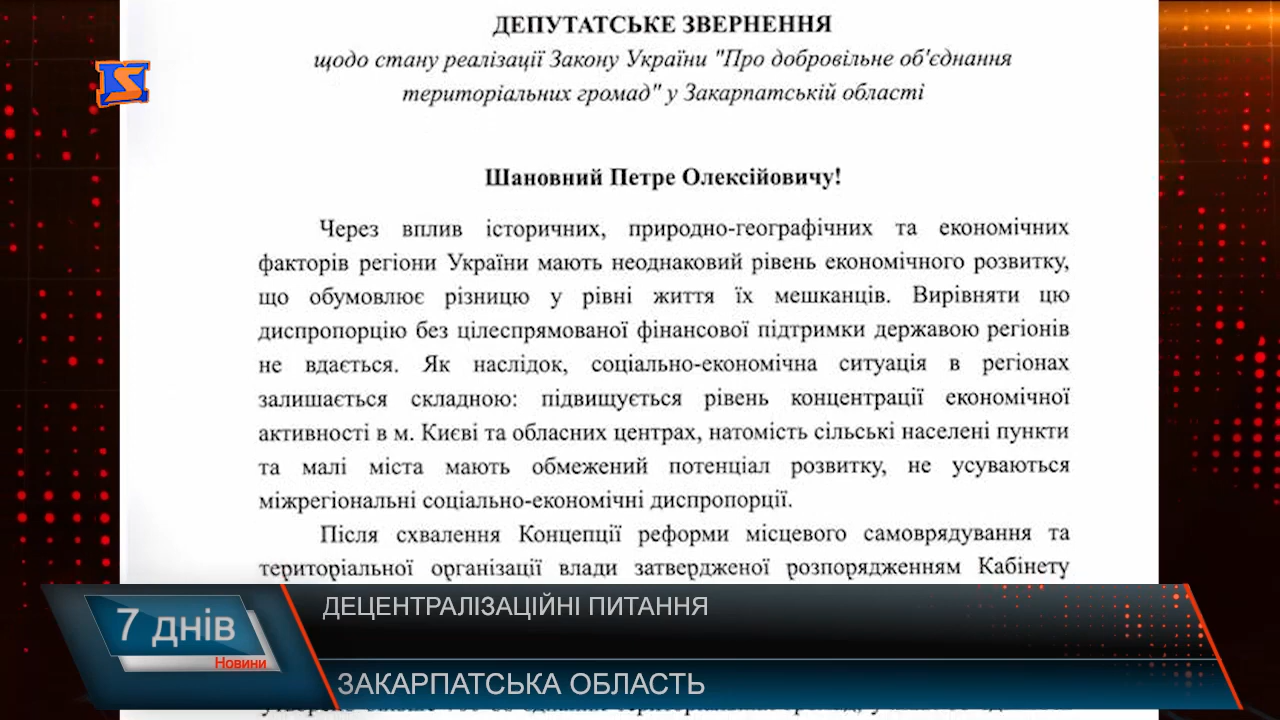 ДЕПУТАТСЬКЕ ЗВЕРНЕННЯ
щодо стану реалізації Закону України "Про добровільне об'єднання
територіальних громад" у Закарпатській області
Шановний Петре Олексійовичу!
Через вплив історичних, природно-географічних та економічних
факторів регіони України мають неоднаковий рівень економічного розвитку,
що обумовлює різницю у рівні життя їх мешканців. Вирівняти цю
диспропорцію без цілеспрямованої фінансової підтримки державою регіонів
не вдається. Як наслідок, соціально-економічна ситуація в регіонах
залишається складною: підвищується рівень концентрації економічної
активності в м. Києві та обласних центрах, натомість сільські населені пункти
та малі міста мають обмежений потенціал розвитку, не усуваються
міжрегіональні соціально-економічні диспропорції.
Після схвалення Концепції реформи місцевого самоврядування та
територіальної організації влади затвердженої розпорядженням Кабінету
7 днів
Новини
ДЕЦЕНТРАЛІЗАЦІЙНІ ПИТАННЯ
ЗАКАРПАТСЬКА ОБЛАСТЬ